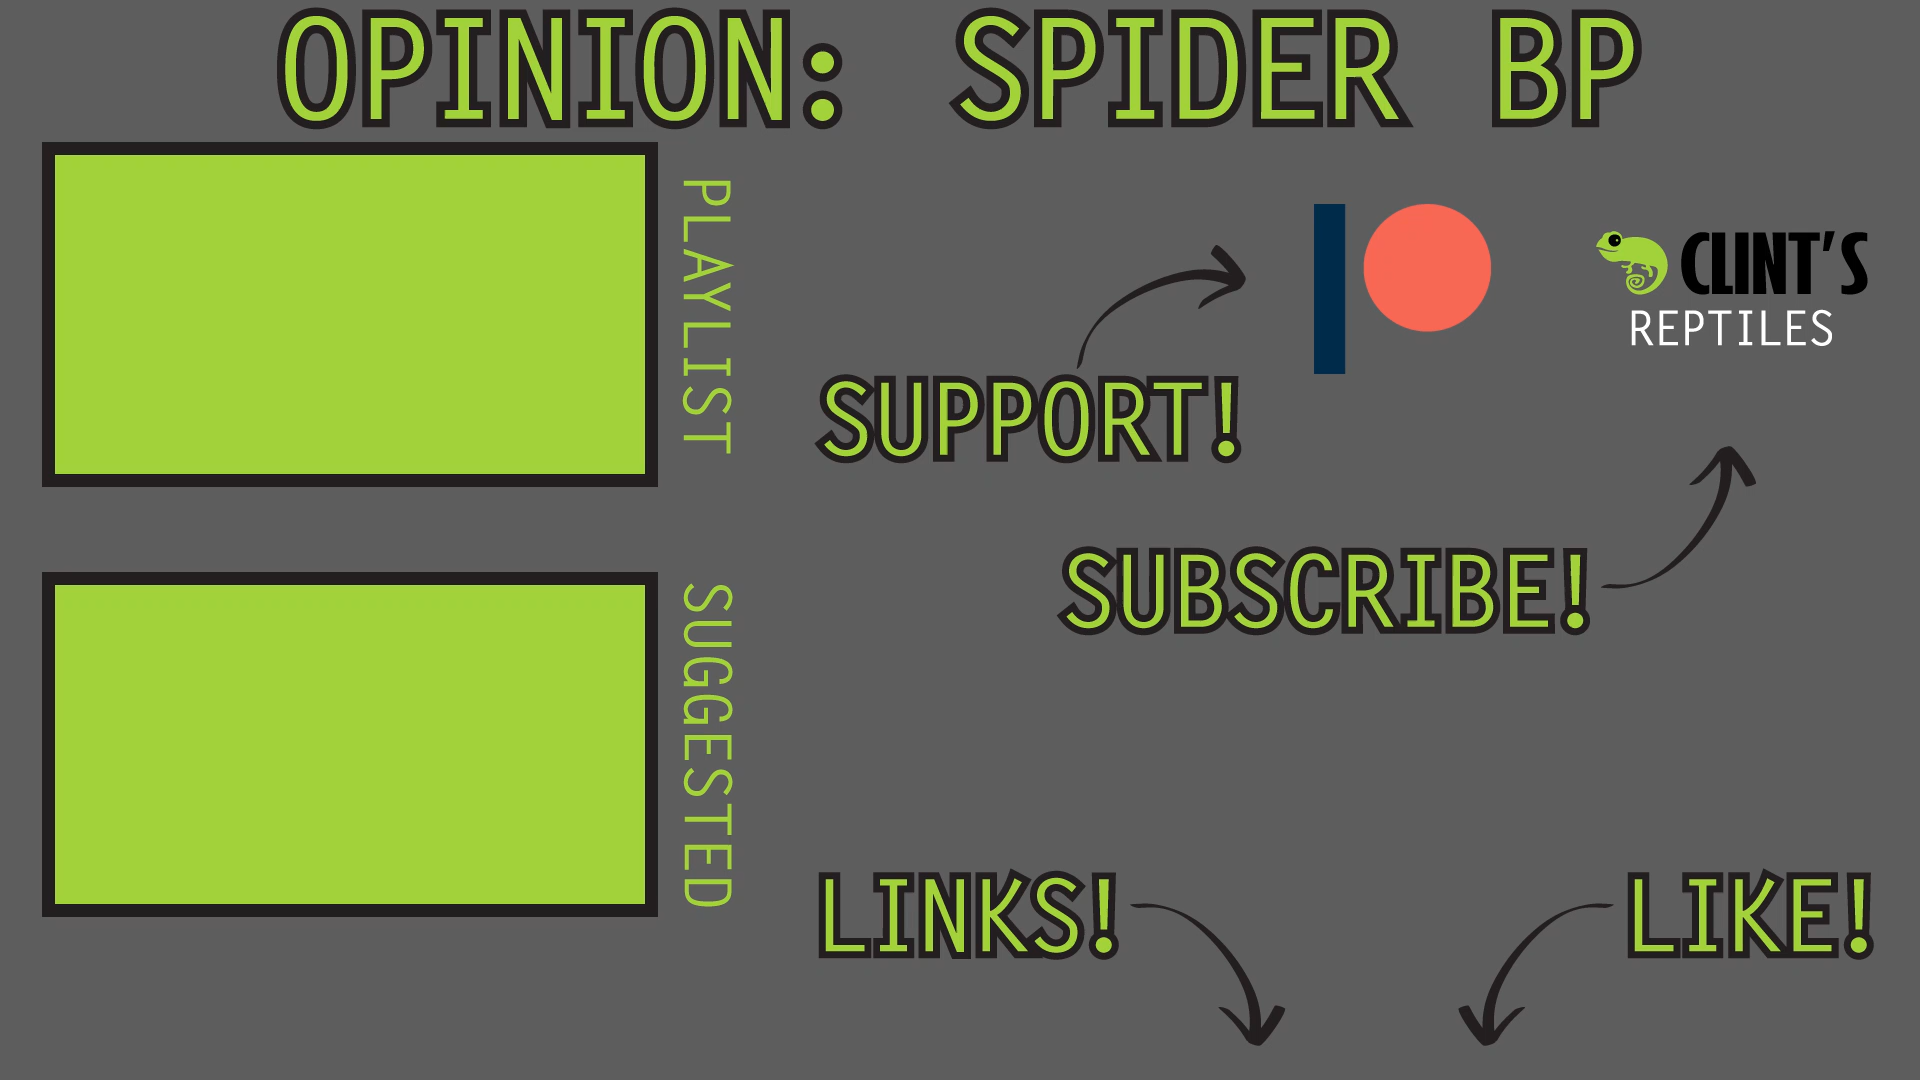 OPINION: SPIDER BP
PLAYLIST
CLINT'S
REPTILES
SUPPORT!
SUBSCRIBE!
SUGGESTED
LINKS!
LIKE!